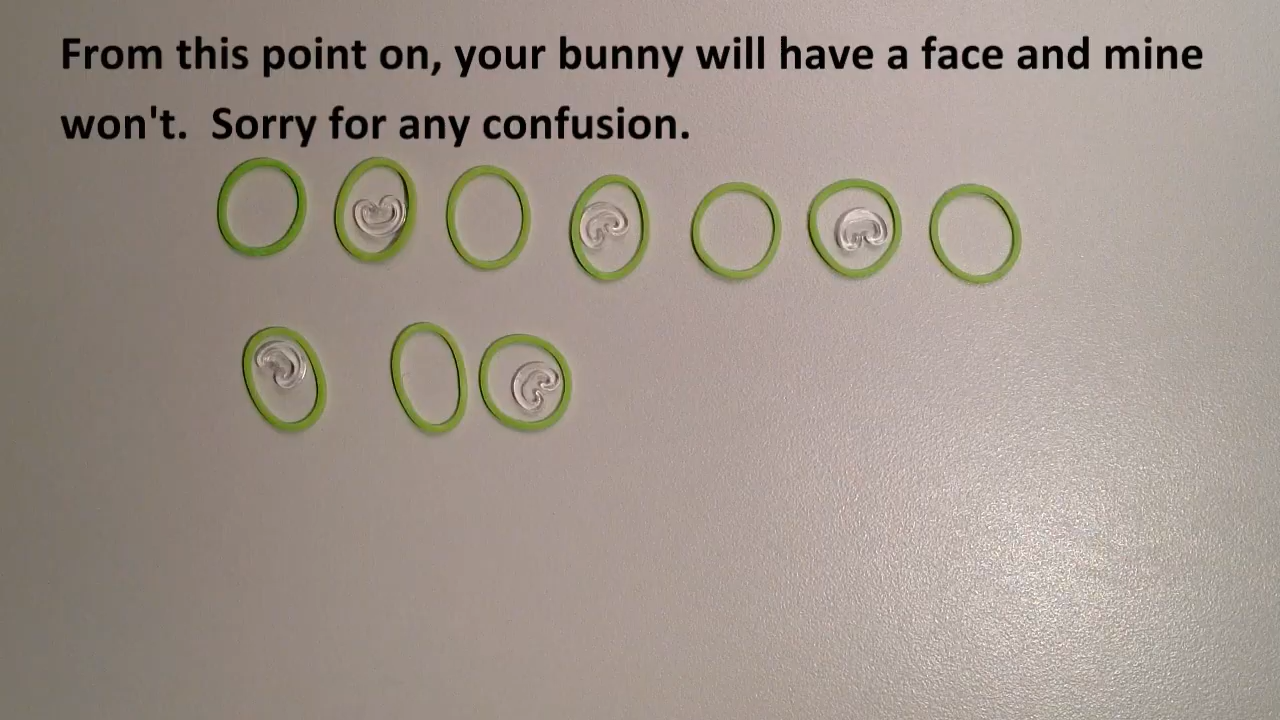 From this point on, your bunny will have a face and mine
won't.  Sorry for any confusion.